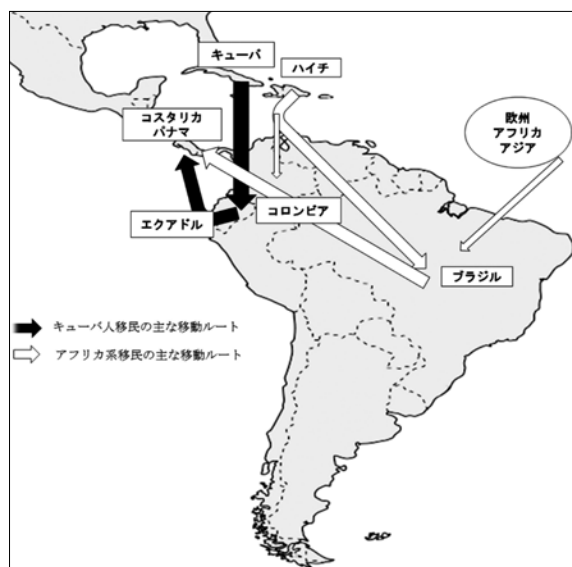 キューバ
ハイチ
コスタリカ
パナマ
欧州
アフリカ
アジア
エクアドル
コロンビア
ブラジル
キューバ人移民の主な移動ルート
アフリカ系移民の主な移動ルート